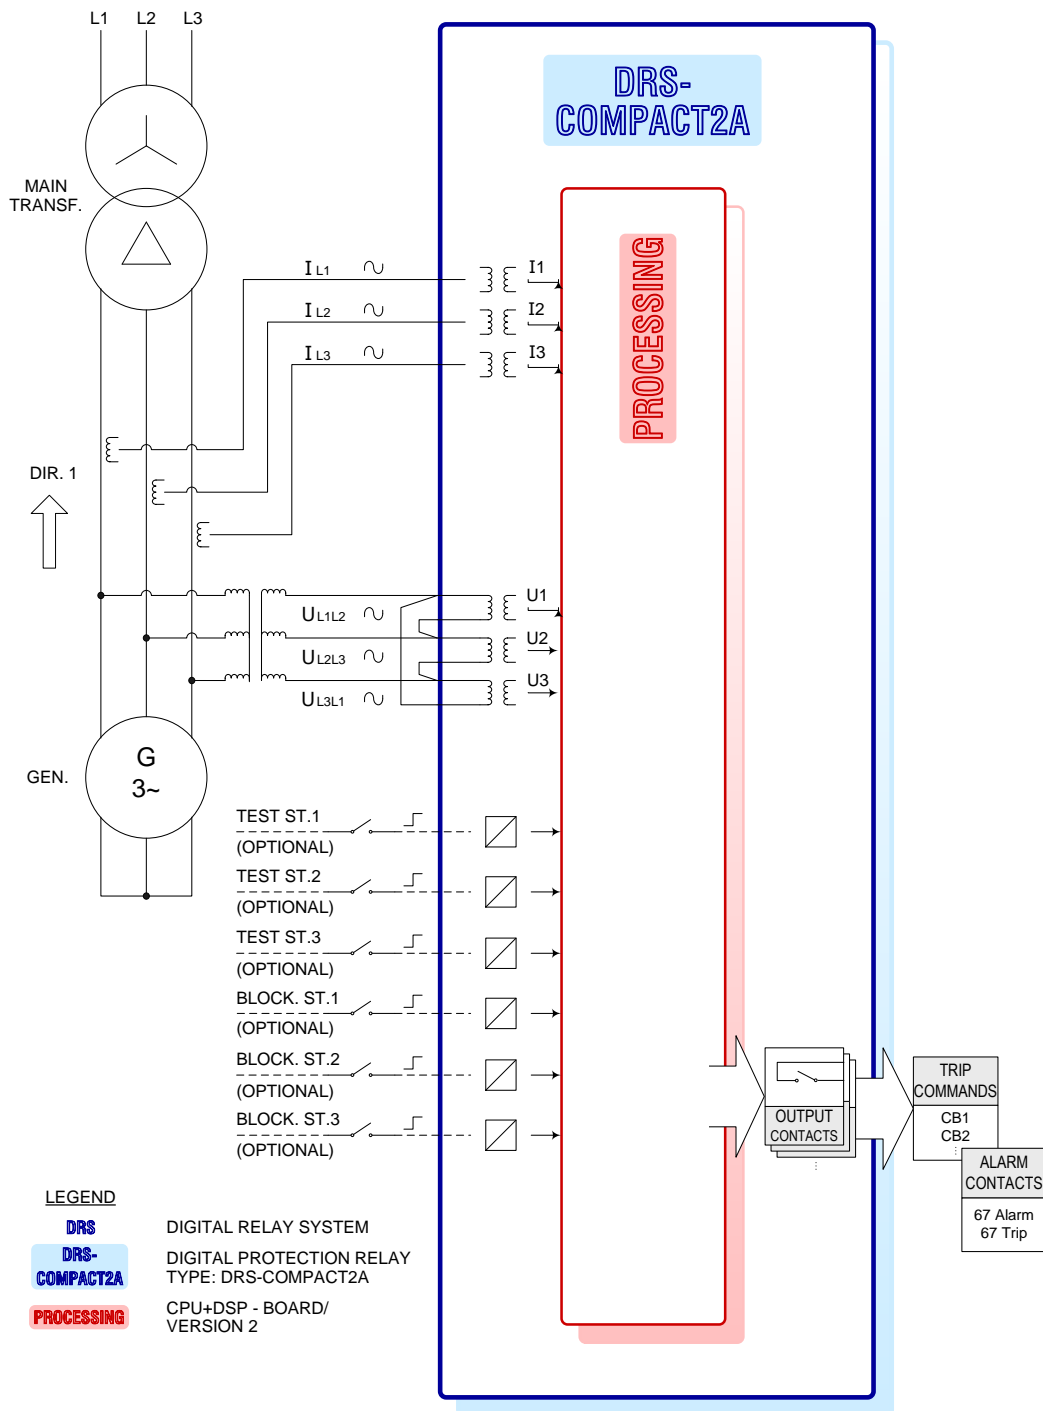 L1 L2 L3
DRS-
COMPACT2A
MAIN
TRANSF.
PROCESSING
I L1
I1
I L2
I2
I L3
I3
DIR. 1
U L1L2
U1
U L2L3
U2
U L3L1
U3
G
3~
GEN.
TEST ST.1
(OPTIONAL)
TEST ST.2
(OPTIONAL)
TEST ST.3
(OPTIONAL)
BLOCK. ST.1
(OPTIONAL)
BLOCK. ST.2
(OPTIONAL)
BLOCK. ST.3
(OPTIONAL)
OUTPUT
CONTACTS
TRIP
COMMANDS
CB1
CB2
ALARM
CONTACTS
67 Alarm
67 Trip
LEGEND
DRS DIGITAL RELAY SYSTEM
DRS-
COMPACT2A
DIGITAL PROTECTION RELAY
TYPE: DRS-COMPACT2A
PROCESSING
CPU+DSP - BOARD/
VERSION 2